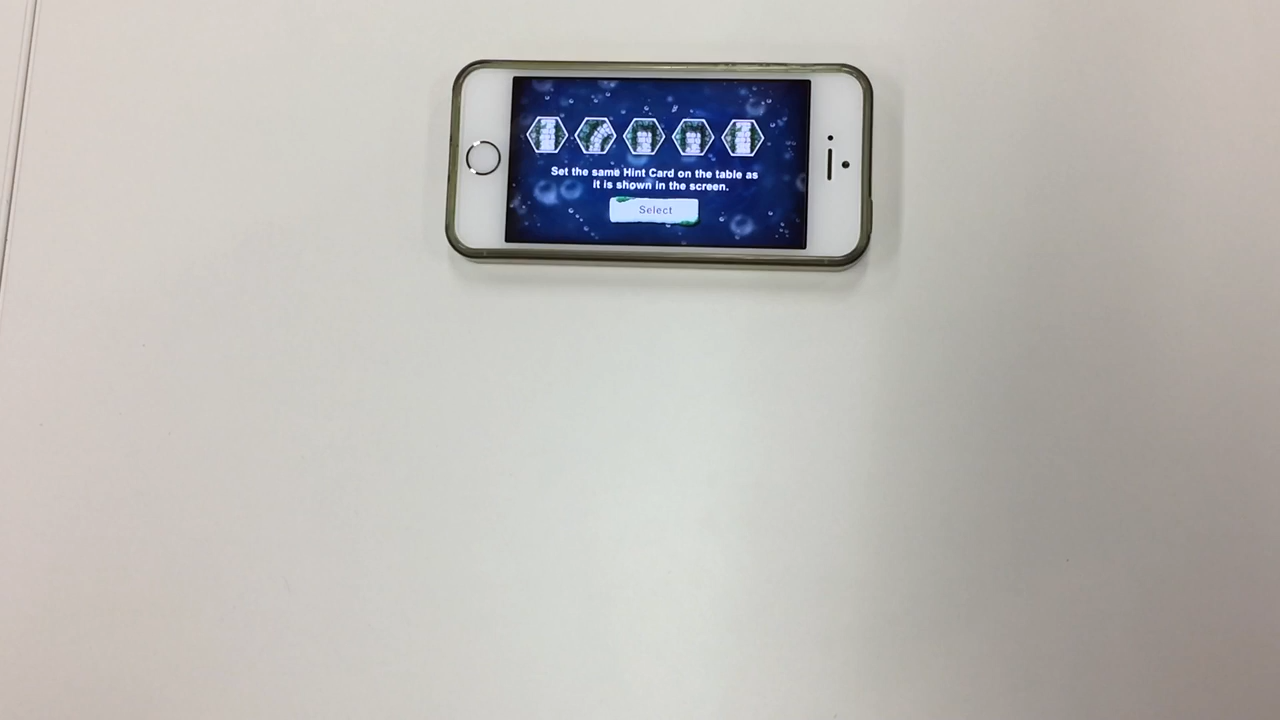 Set the same Hint Card on the table as
it is shown in the screen.
Select